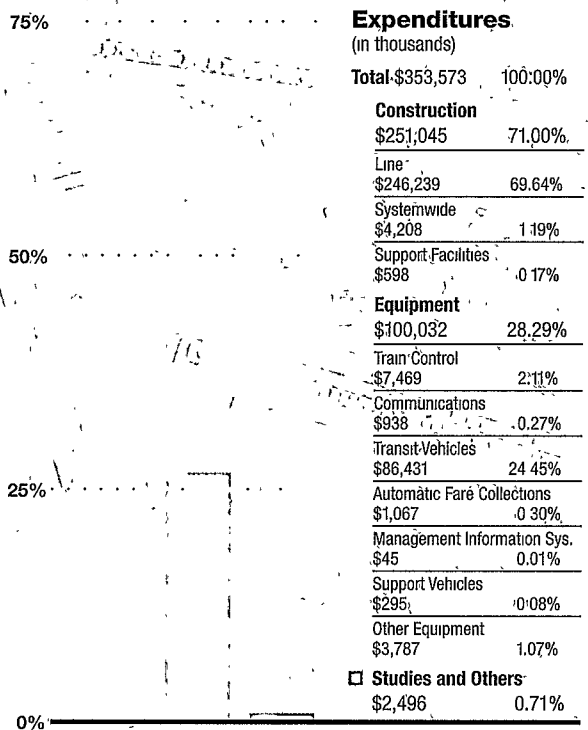 75%
50%
25%
0%
Expenditures
(in thousands)
Total $353,573 100.00%
Construction
$251,045 71.00%
Line
$246,239 69.64%
Systemwide
$4,208 1.19%
Support Facilities
$598 0.17%
Equipment
$100,032 28.29%
Train Control
$7,469 2.11%
Communications
$938 0.27%
Transit Vehicles
$86,431 24.45%
Automatic Fare Collections
$1,067 0.30%
Management Information Sys.
$45 0.01%
Support Vehicles
$295 0.08%
Other Equipment
$3,787 1.07%
Studies and Others
$2,496 0.71%